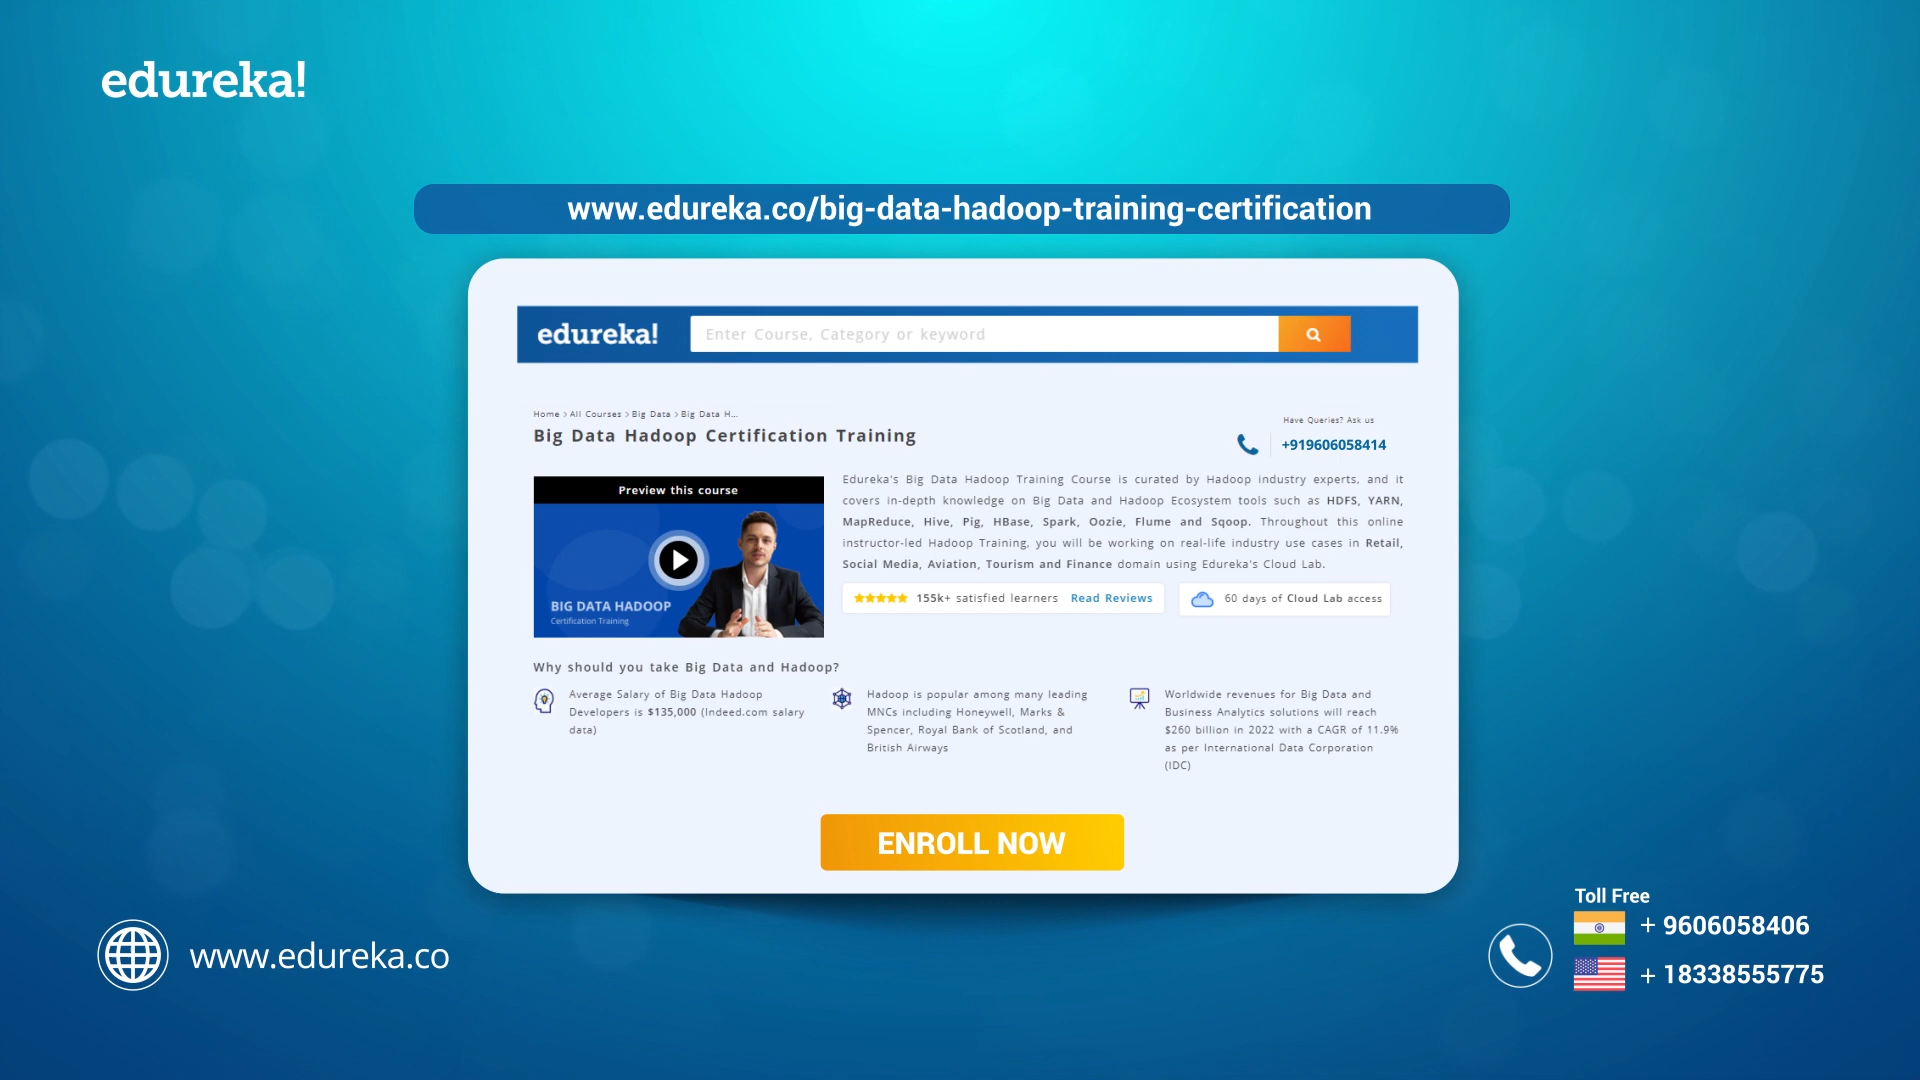 edureka!
www.edureka.co/big-data-hadoop-training-certification
edureka!
Enter Course, Category or keyword
Home > All Courses > Big Data > Big Data H...
Big Data Hadoop Certification Training
Have Queries? Ask us
+919606058414
Preview this course
BIG DATA HADOOP
Certification Training
Edureka's Big Data Hadoop Training Course is curated by Hadoop industry experts, and it
covers in-depth knowledge on Big Data and Hadoop Ecosystem tools such as HDFS, YARN,
MapReduce, Hive, Pig, HBase, Spark, Oozie, Flume and Sqoop. Throughout this online
instructor-led Hadoop Training, you will be working on real-life industry use cases in Retail,
Social Media, Aviation, Tourism and Finance domain using Edureka's Cloud Lab.
155k+ satisfied learners Read Reviews
60 days of Cloud Lab access
Why should you take Big Data and Hadoop?
Average Salary of Big Data Hadoop
Developers is $135,000 (Indeed.com salary
data)
Hadoop is popular among many leading
MNCs including Honeywell, Marks &
Spencer, Royal Bank of Scotland, and
British Airways
Worldwide revenues for Big Data and
Business Analytics solutions will reach
$260 billion in 2022 with a CAGR of 11.9%
as per International Data Corporation
(IDC)
ENROLL NOW
www.edureka.co
Toll Free
+ 9606058406
+ 18338555775